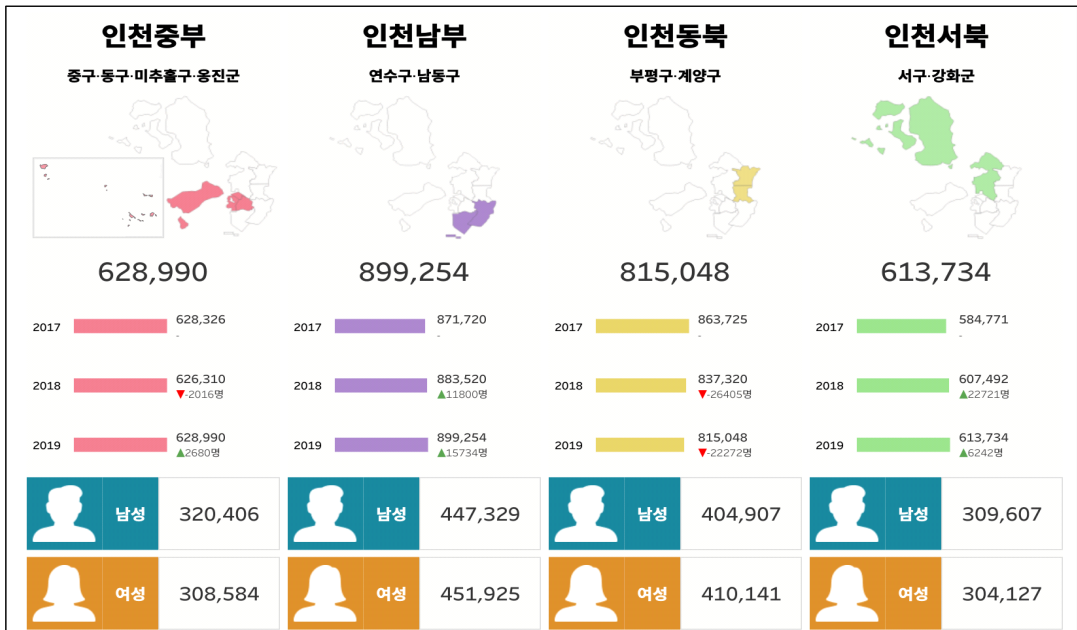 인천중부
중구·동구·미추홀구·옹진군
628,990
2017 628,326
-
2018 626,310
▼-2016명
2019 628,990
▲2680명
남성 320,406
여성 308,584
인천남부
연수구·남동구
899,254
2017 871,720
-
2018 883,520
▲11800명
2019 899,254
▲15734명
남성 447,329
여성 451,925
인천동북
부평구·계양구
815,048
2017 863,725
-
2018 837,320
▼-26405명
2019 815,048
▼-22272명
남성 404,907
여성 410,141
인천서북
서구·강화군
613,734
2017 584,771
-
2018 607,492
▲22721명
2019 613,734
▲6242명
남성 309,607
여성 304,127